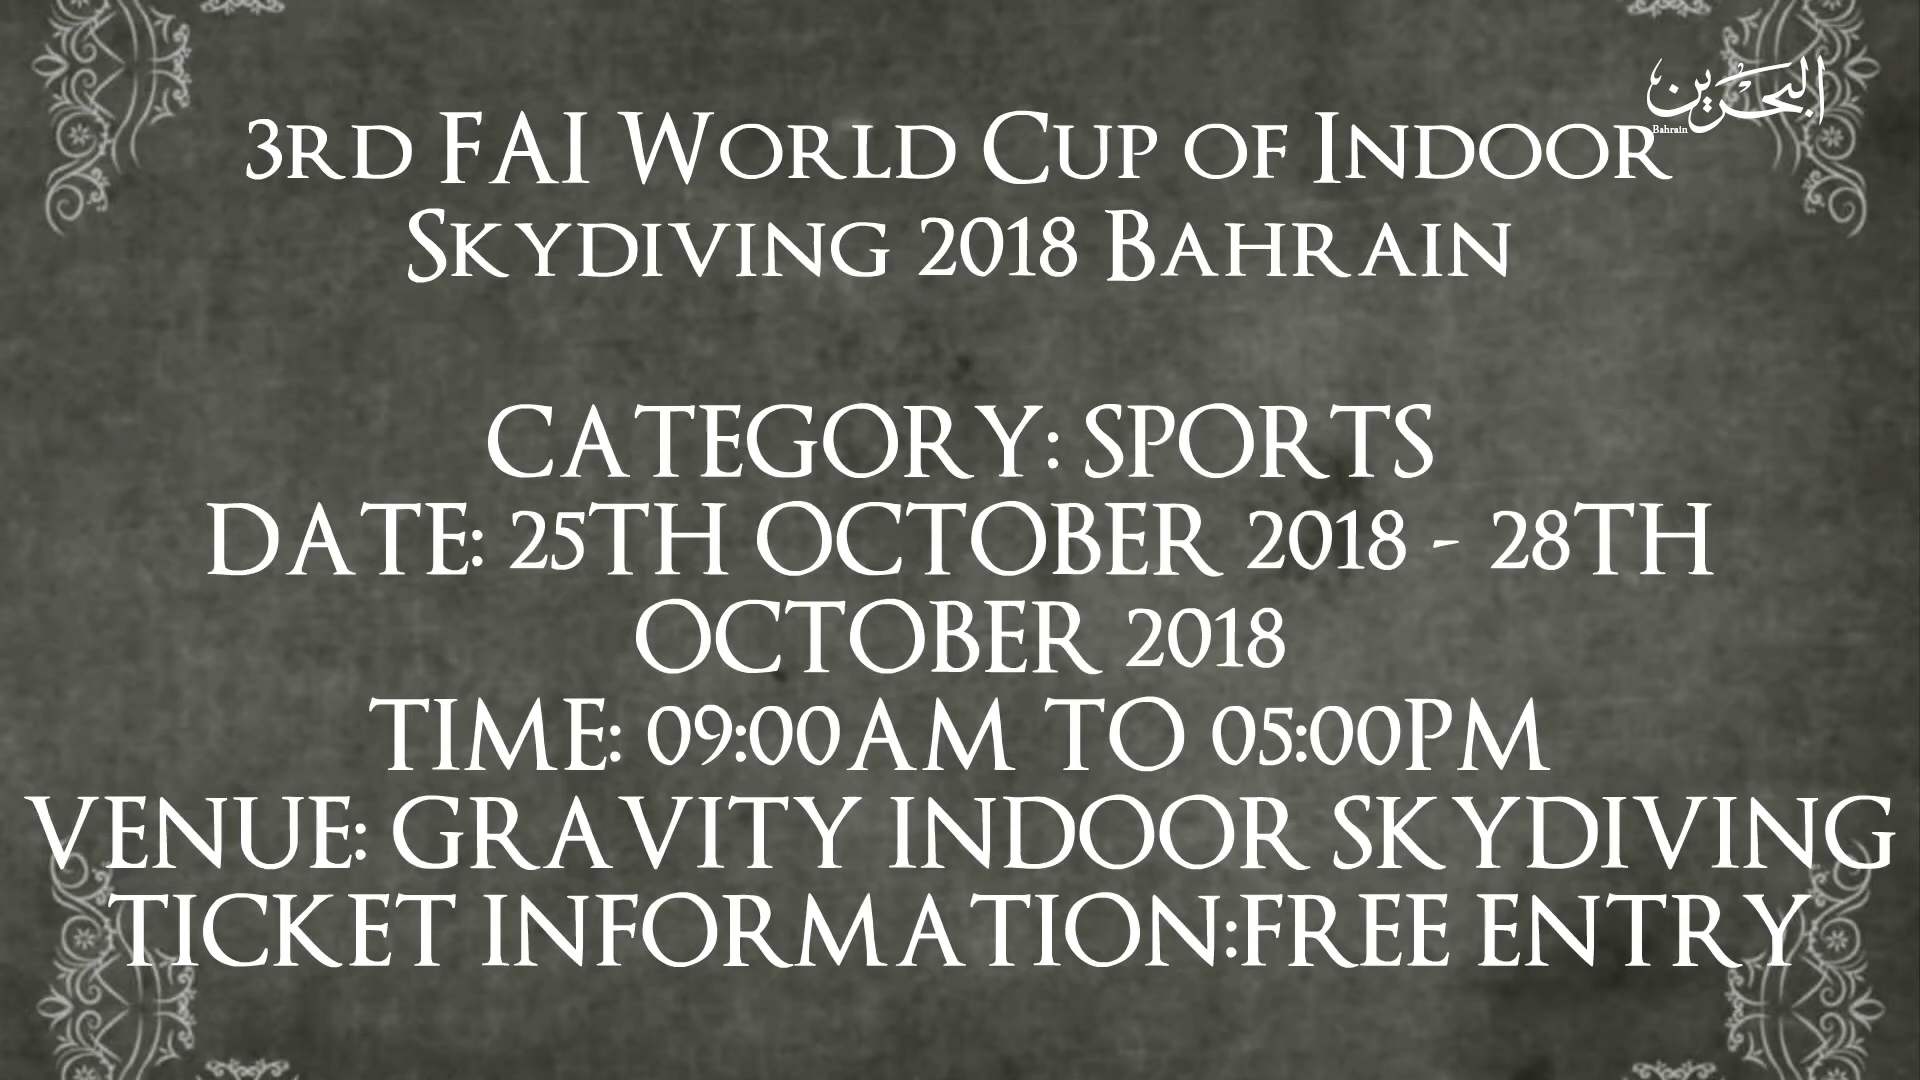 البحرين
Bahrain
3rd FAI World Cup of Indoor
Skydiving 2018 Bahrain
CATEGORY: SPORTS
DATE: 25TH OCTOBER 2018 - 28TH
OCTOBER 2018
TIME: 09:00AM TO 05:00PM
VENUE: GRAVITY INDOOR SKYDIVING
TICKET INFORMATION:FREE ENTRY